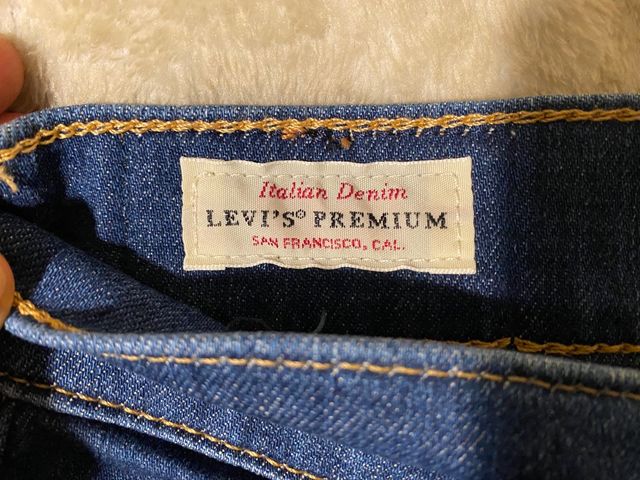 Italian Denim
LEVI'S® PREMIUM
SAN FRANCISCO, CAL.